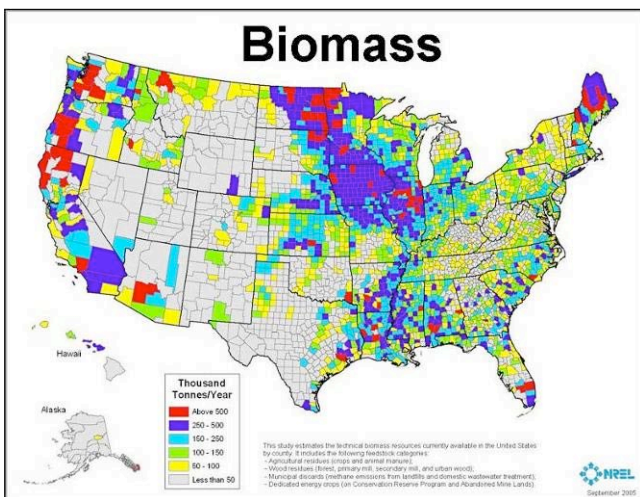 Biomass
Hawaii
Alaska
Thousand
Tonnes/Year
Above 500
250 - 500
150 - 250
100 - 150
50 - 100
Less than 50
This study estimates the technical biomass resources currently available in the United States
by county. It includes the following feedstock categories:
- Agricultural residues (crops and animal manure);
- Wood residues (forest, primary mill, secondary mill, and urban wood);
- Municipal discards (methane emissions from landfills and domestic wastewater treatment);
- Dedicated energy crops (on Conservation Reserve Program and Abandoned Mine Lands).
NREL